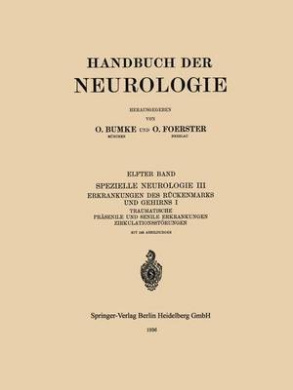 HANDBUCH DER
NEUROLOGIE
HERAUSGEGEBEN
VON
O. BUMKE UND O. FOERSTER
MÜNCHEN BRESLAU
ELFTER BAND
SPEZIELLE NEUROLOGIE III
ERKRANKUNGEN DES RÜCKENMARKS
UND GEHIRNS I
TRAUMATISCHE
PRÄSENILE UND SENILE ERKRANKUNGEN
ZIRKULATIONSSTÖRUNGEN
Springer-Verlag Berlin Heidelberg GmbH
1936